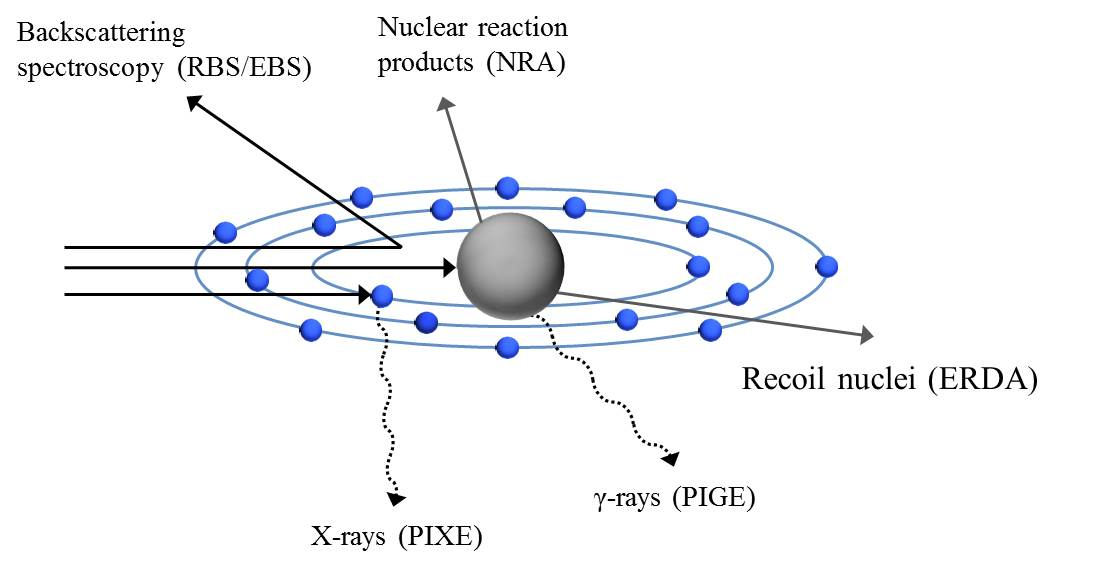 Backscattering
spectroscopy (RBS/EBS)
Nuclear reaction
products (NRA)
Recoil nuclei (ERDA)
γ-rays (PIGE)
X-rays (PIXE)